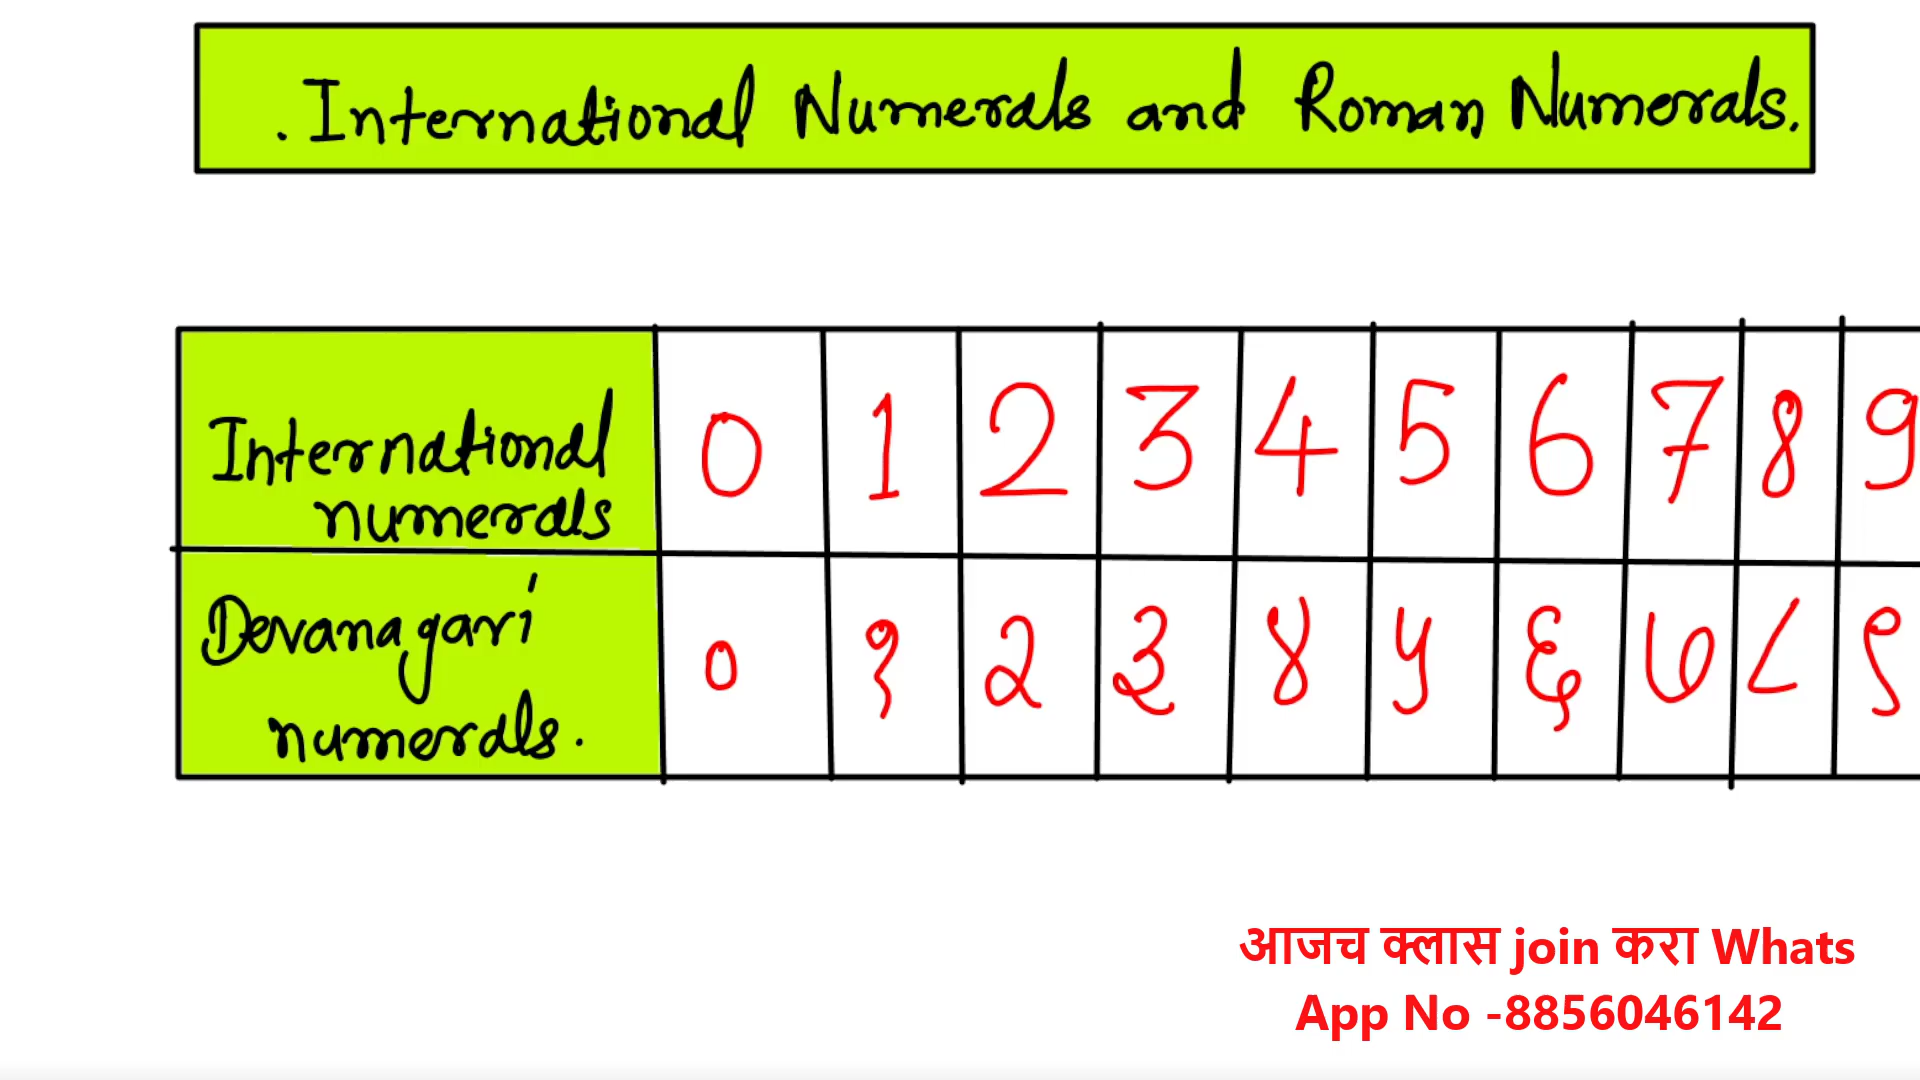 . International Numerals and Roman Numerals.
International numerals 0 1 2 3 4 5 6 7 8 9
Devanagari numerals. ० १ २ ३ ४ ५ ६ ७ ८ ९
आजच क्लास join करा Whats
App No -8856046142